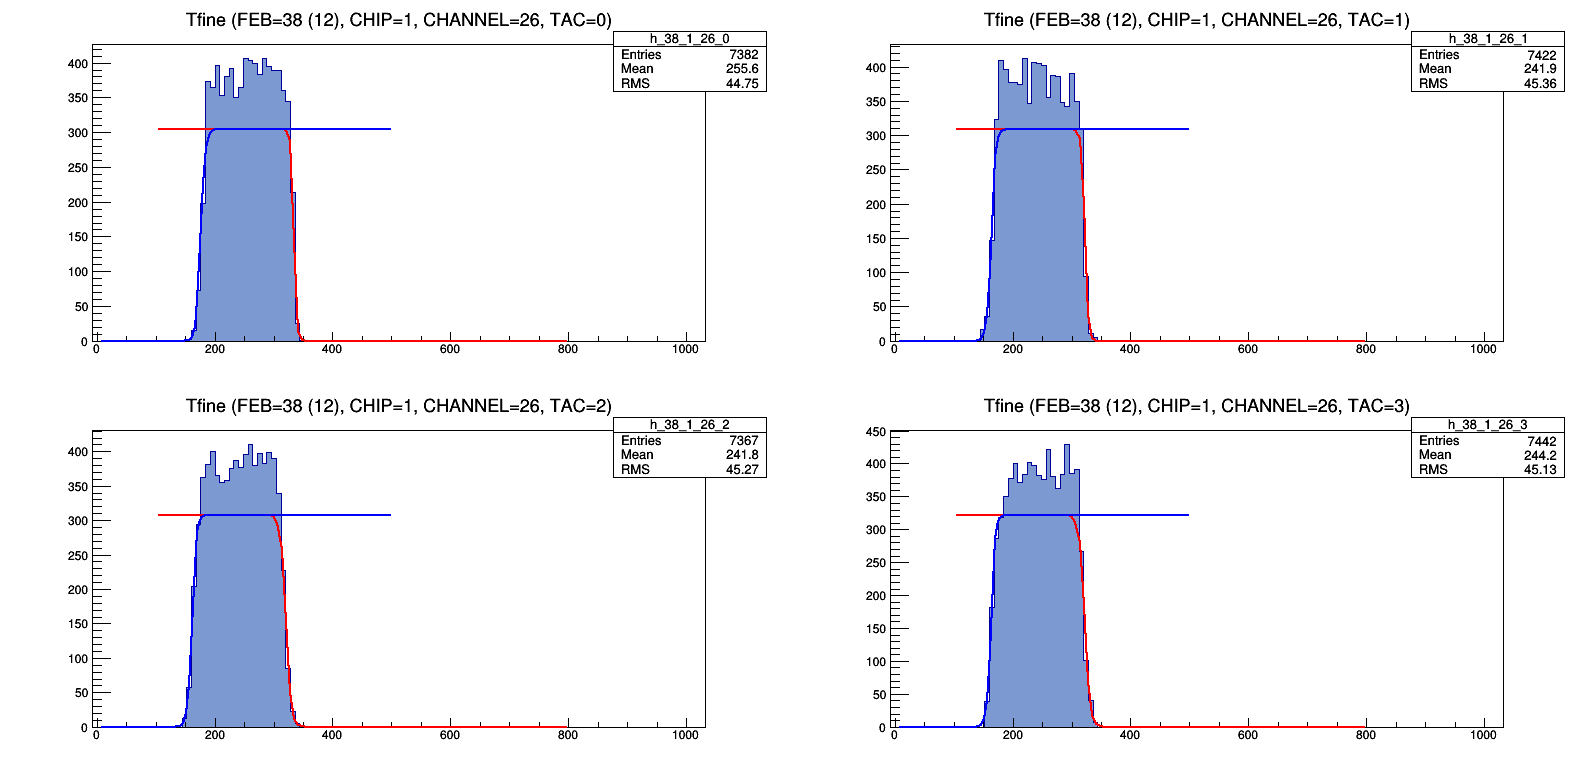 Tfine (FEB=38 (12), CHIP=1, CHANNEL=26, TAC=0)
h_38_1_26_0
Entries 7382
Mean 255.6
RMS 44.75
400
350
300
250
200
150
100
50
0
0 200 400 600 800 1000
Tfine (FEB=38 (12), CHIP=1, CHANNEL=26, TAC=1)
h_38_1_26_1
Entries 7422
Mean 241.9
RMS 45.36
400
350
300
250
200
150
100
50
0
0 200 400 600 800 1000
Tfine (FEB=38 (12), CHIP=1, CHANNEL=26, TAC=2)
h_38_1_26_2
Entries 7367
Mean 241.8
RMS 45.27
400
350
300
250
200
150
100
50
0
0 200 400 600 800 1000
Tfine (FEB=38 (12), CHIP=1, CHANNEL=26, TAC=3)
h_38_1_26_3
Entries 7442
Mean 244.2
RMS 45.13
450
400
350
300
250
200
150
100
50
0
0 200 400 600 800 1000